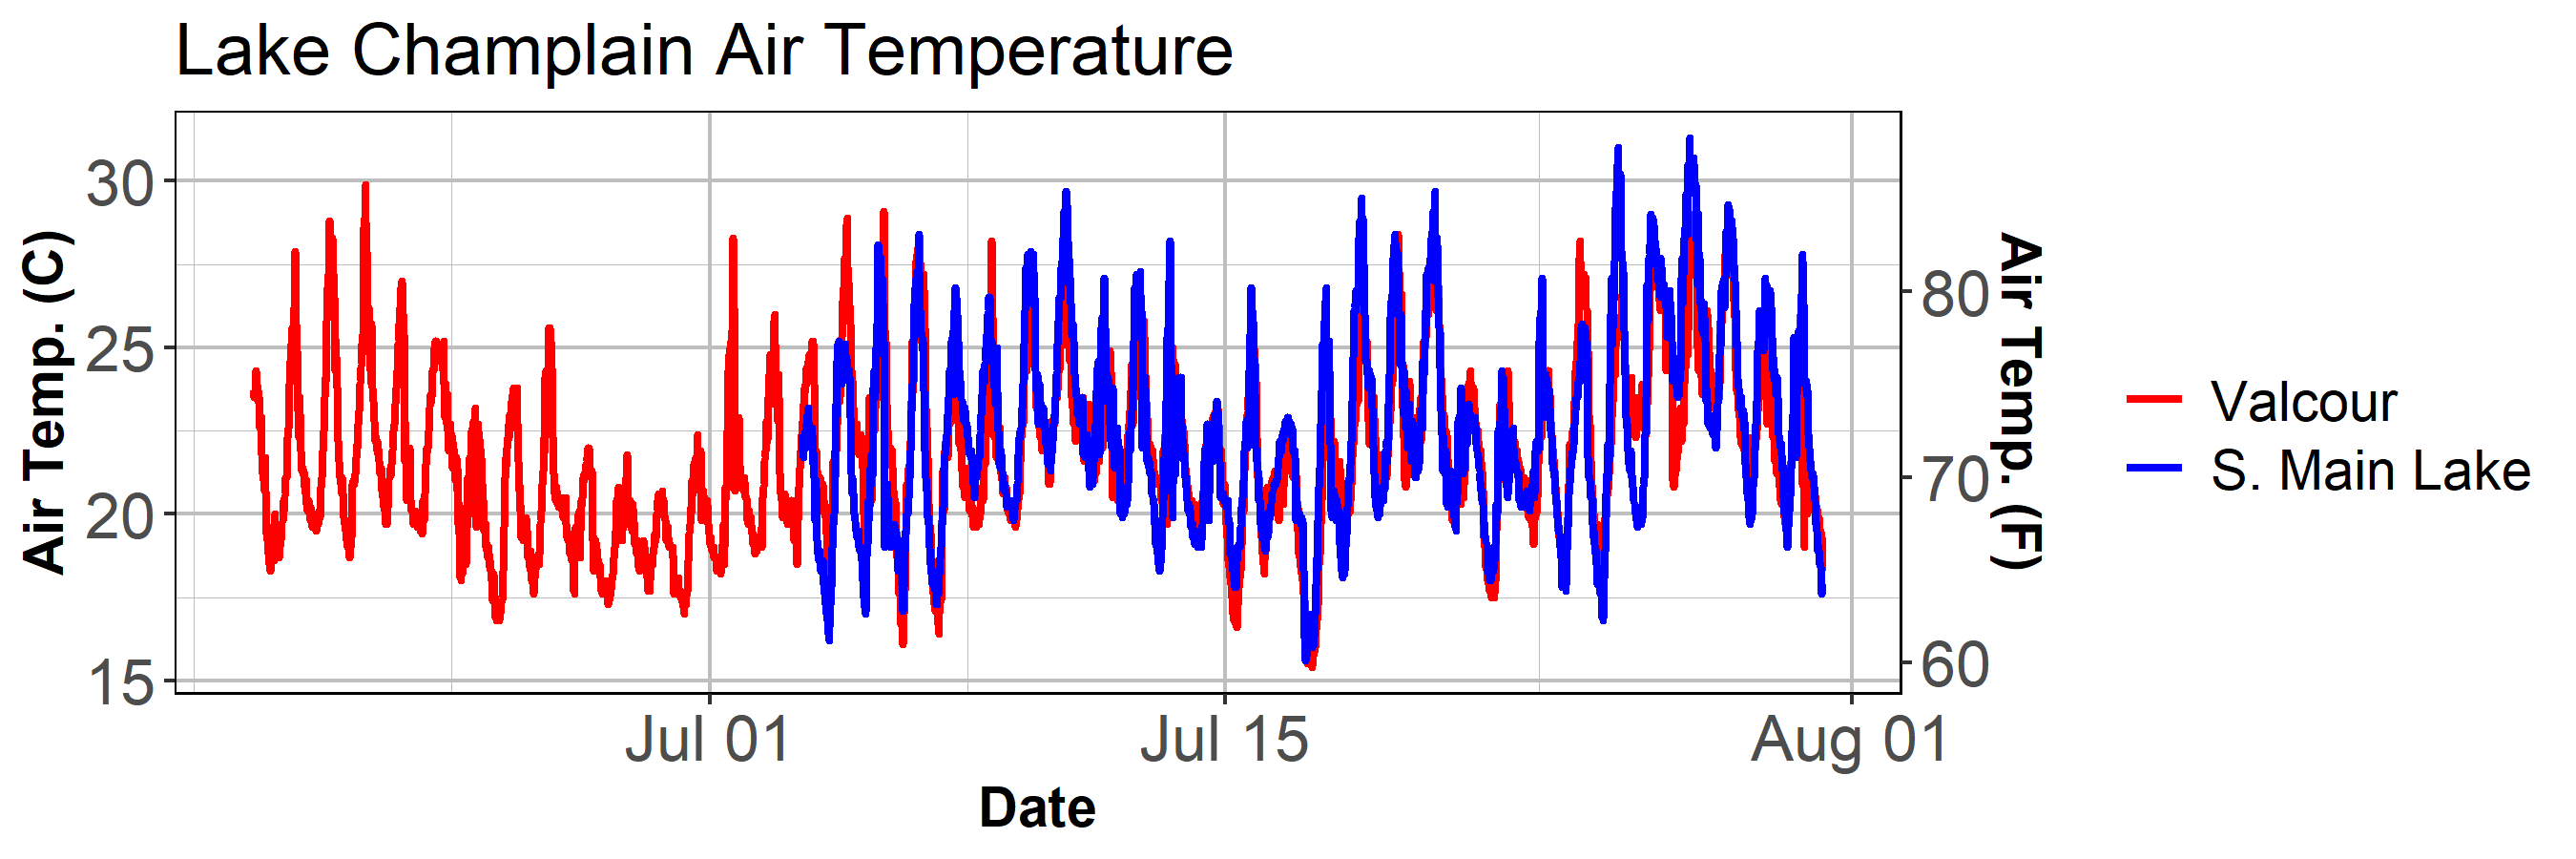 Lake Champlain Air Temperature
Air Temp. (C)
30
25
20
15
Air Temp. (F)
80
70
60
Jul 01
Jul 15
Aug 01
Date
Valcour
S. Main Lake